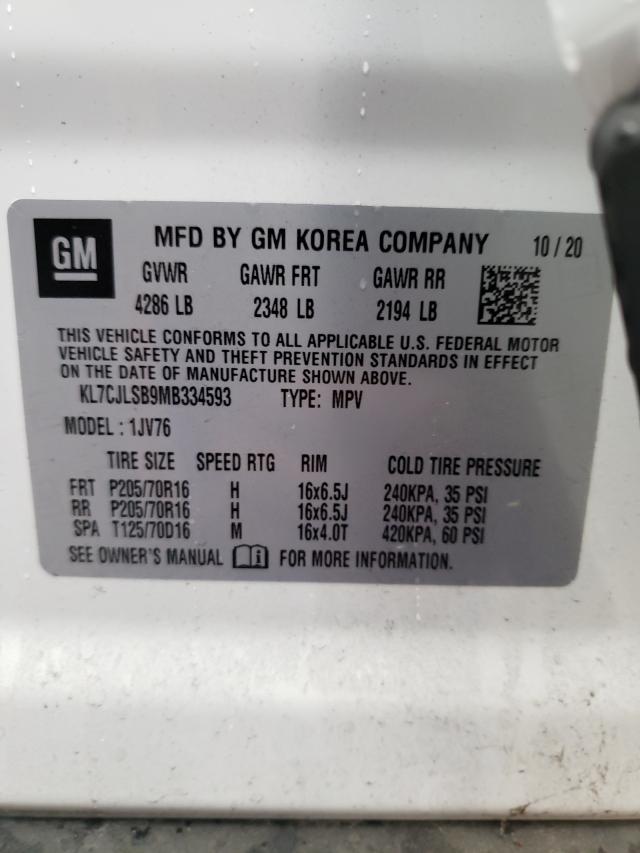 GM MFD BY GM KOREA COMPANY 10 / 20
GVWR GAWR FRT GAWR RR
4286 LB 2348 LB 2194 LB
THIS VEHICLE CONFORMS TO ALL APPLICABLE U.S. FEDERAL MOTOR
VEHICLE SAFETY AND THEFT PREVENTION STANDARDS IN EFFECT
ON THE DATE OF MANUFACTURE SHOWN ABOVE.
KL7CJLSB9MB334593 TYPE: MPV
MODEL : 1JV76
TIRE SIZE SPEED RTG RIM COLD TIRE PRESSURE
FRT P205/70R16 H 16x6.5J 240KPA, 35 PSI
RR P205/70R16 H 16x6.5J 240KPA, 35 PSI
SPA T125/70D16 M 16x4.0T 420KPA, 60 PSI
SEE OWNER'S MANUAL FOR MORE INFORMATION.